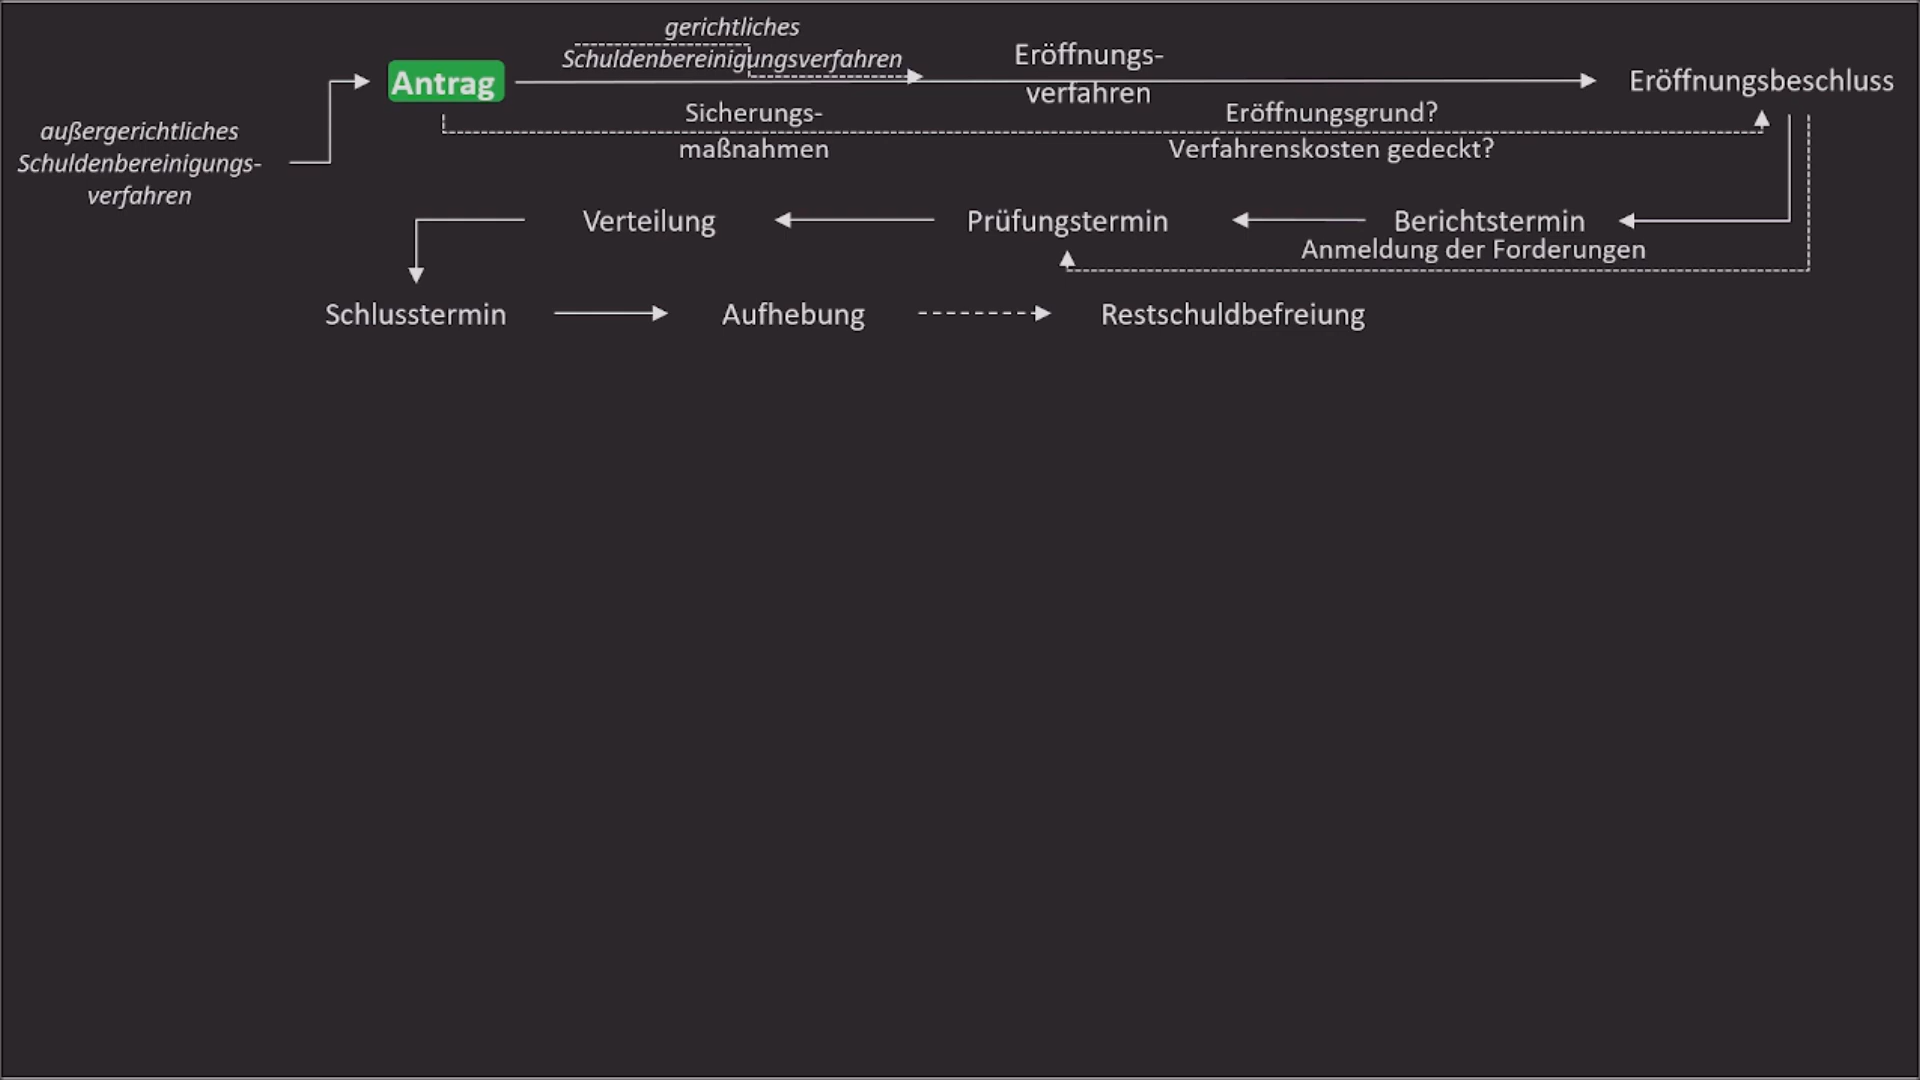 gerichtliches
Schuldenbereinigungsverfahren
Eröffnungs-
verfahren
Antrag
Eröffnungsbeschluss
außergerichtliches
Schuldenbereinigungs-
verfahren
Sicherungs-
maßnahmen
Eröffnungsgrund?
Verfahrenskosten gedeckt?
Verteilung
Prüfungstermin
Berichtstermin
Anmeldung der Forderungen
Schlusstermin
Aufhebung
Restschuldbefreiung